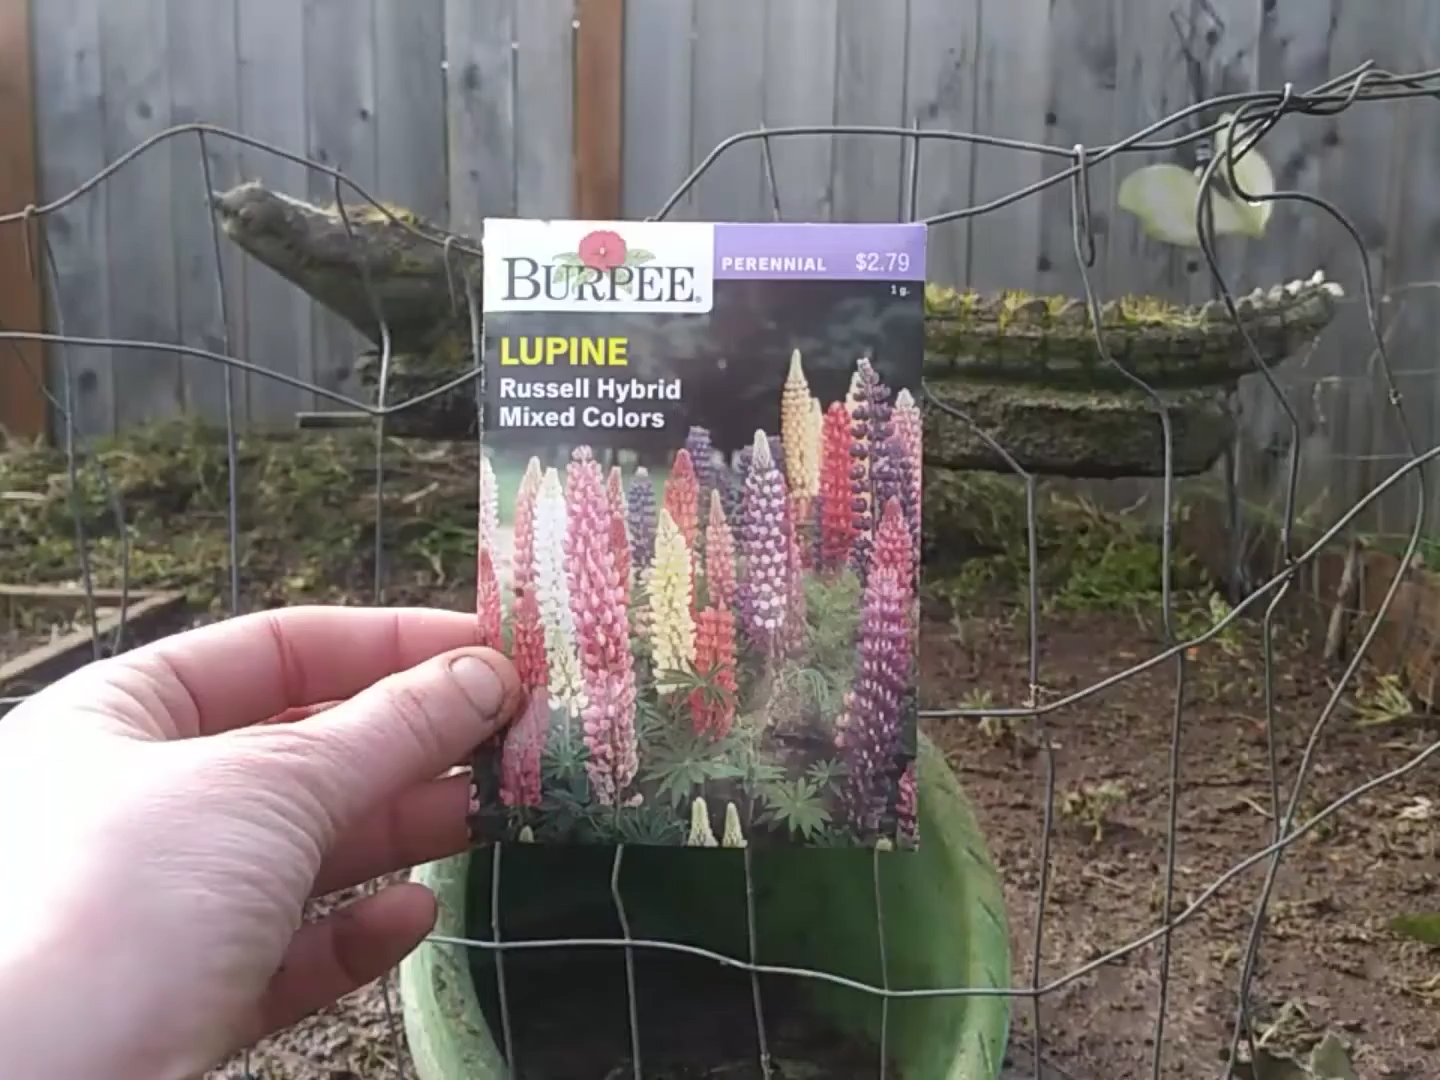 BURPEE®
PERENNIAL $2.79
1 g.
LUPINE
Russell Hybrid
Mixed Colors